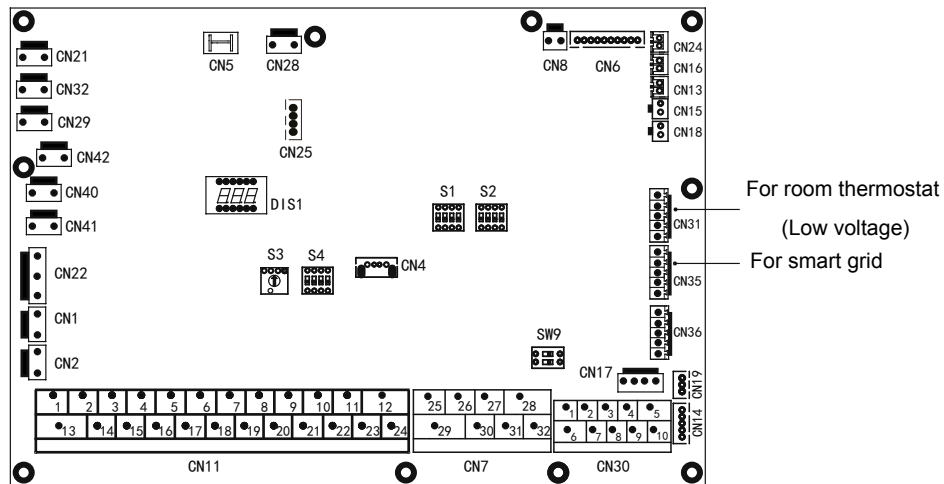 CN21
CN32
CN29
CN42
CN40
CN41
CN22
CN1
CN2
CN5
CN28
CN25
DIS1
S1
S2
S3
S4
CN4
CN8
CN6
CN24
CN16
CN13
CN15
CN18
CN31
CN35
CN36
SW9
CN17
CN19
CN14
For room thermostat
(Low voltage)
For smart grid
1 2 3 4 5 6 7 8 9 10 11 12
13 14 15 16 17 18 19 20 21 22 23 24
CN11
25 26 27 28
29 30 31 32
CN7
1 2 3 4 5
6 7 8 9 10
CN30